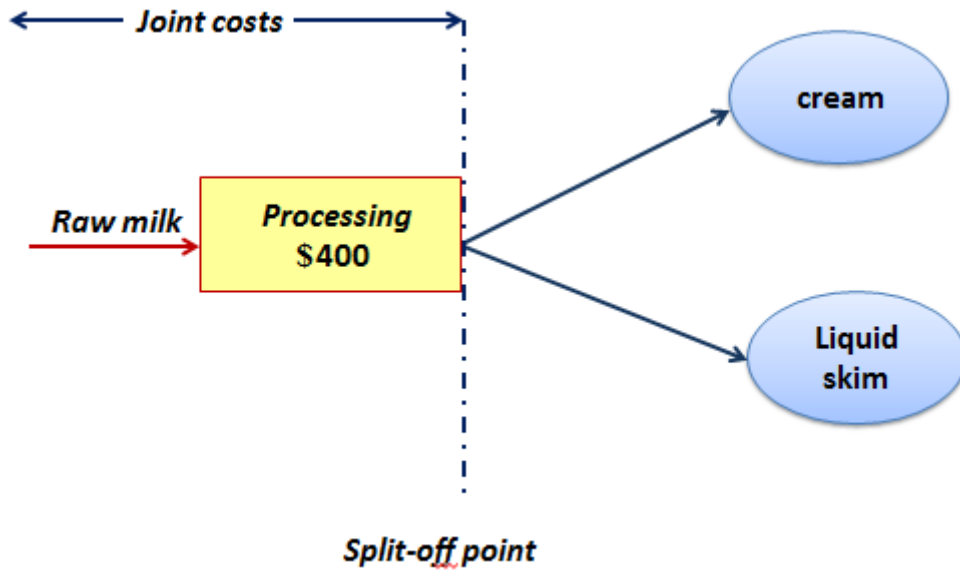 Joint costs
cream
Raw milk
Processing
$400
Liquid
skim
Split-off point